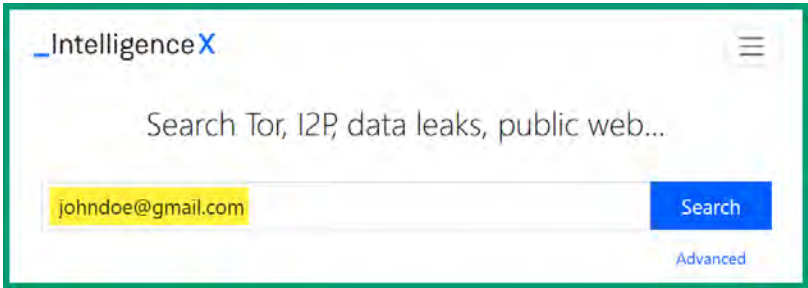 _IntelligenceX
Search Tor, I2P, data leaks, public web...
johndoe@gmail.com
Search
Advanced